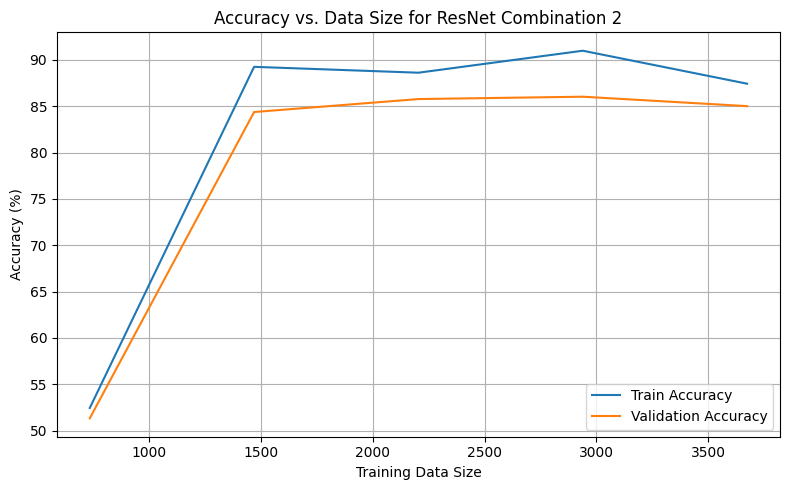 Accuracy vs. Data Size for ResNet Combination 2
Accuracy (%)
90
85
80
75
70
65
60
55
50
Train Accuracy
Validation Accuracy
1000 1500 2000 2500 3000 3500
Training Data Size